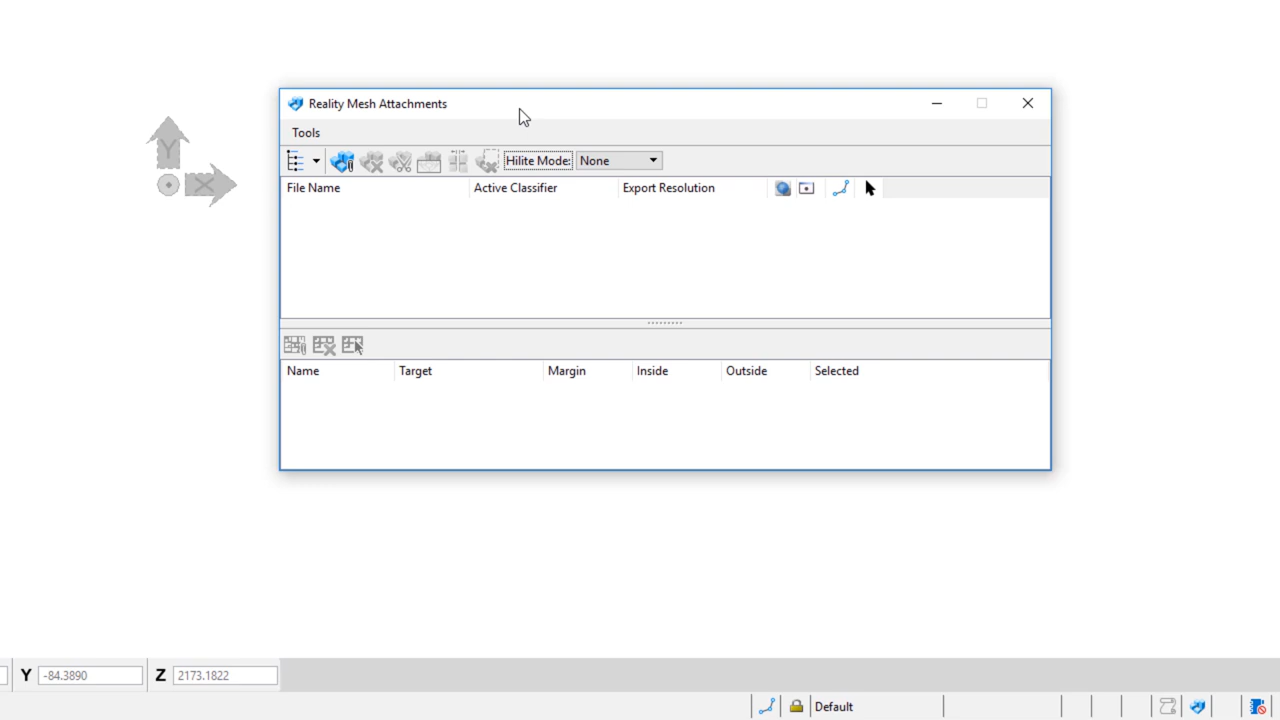 Reality Mesh Attachments
Tools
Hilite Mode: None
File Name Active Classifier Export Resolution
Name Target Margin Inside Outside Selected
Y
X
Y -84.3890 Z 2173.1822
Default